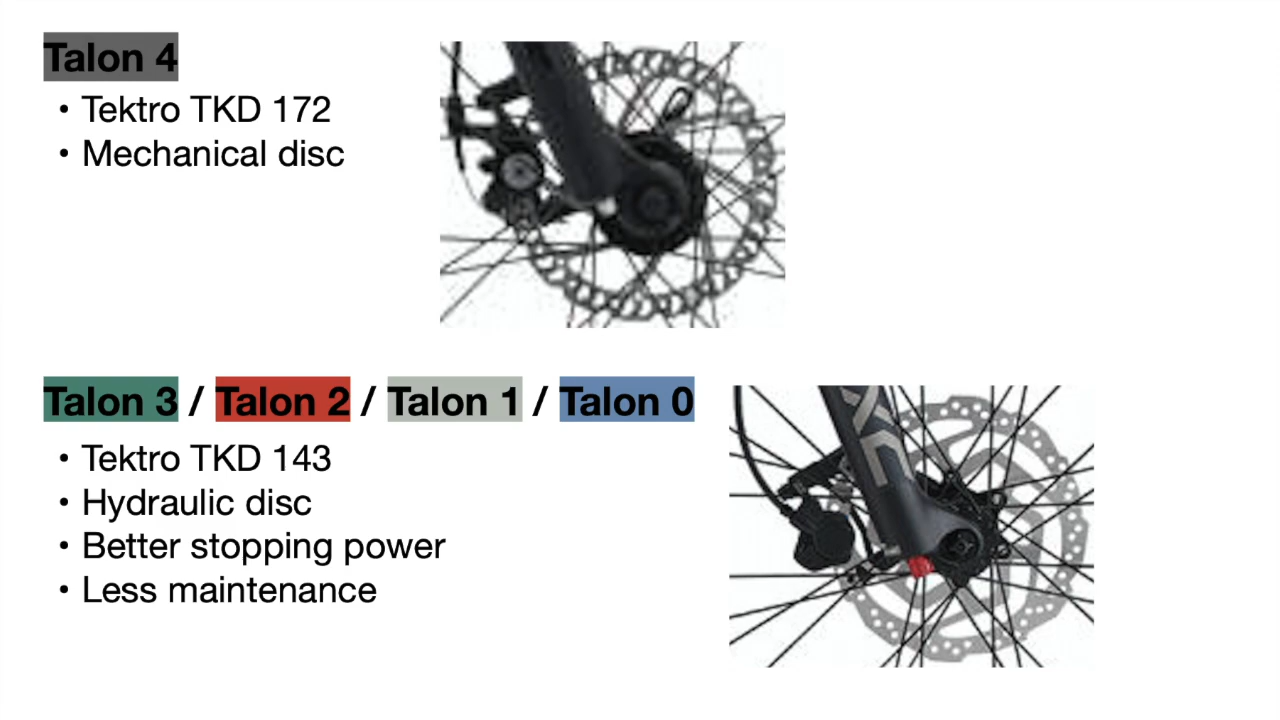 Talon 4
• Tektro TKD 172
• Mechanical disc
Talon 3 / Talon 2 / Talon 1 / Talon 0
• Tektro TKD 143
• Hydraulic disc
• Better stopping power
• Less maintenance
XC